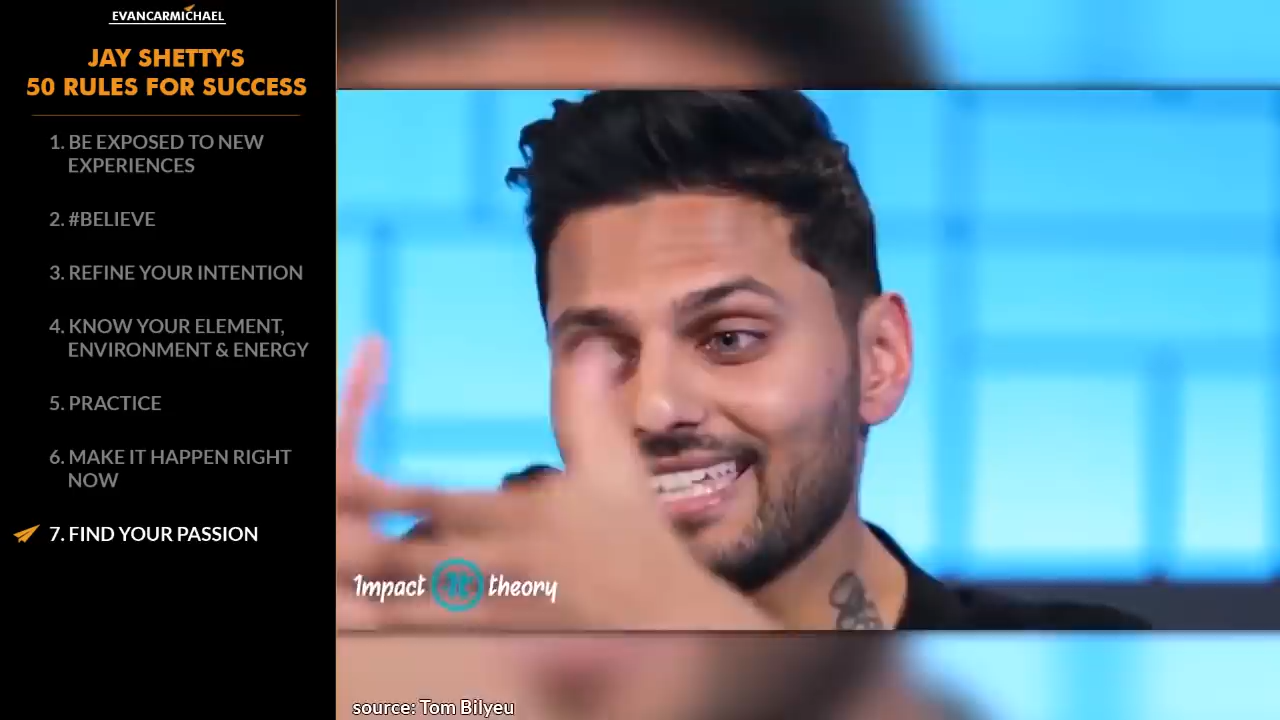 EVANCARMICHAEL
JAY SHETTY'S
50 RULES FOR SUCCESS
1. BE EXPOSED TO NEW
EXPERIENCES
2. #BELIEVE
3. REFINE YOUR INTENTION
4. KNOW YOUR ELEMENT,
ENVIRONMENT & ENERGY
5. PRACTICE
6. MAKE IT HAPPEN RIGHT
NOW
7. FIND YOUR PASSION
Impact theory
source: Tom Bilyeu